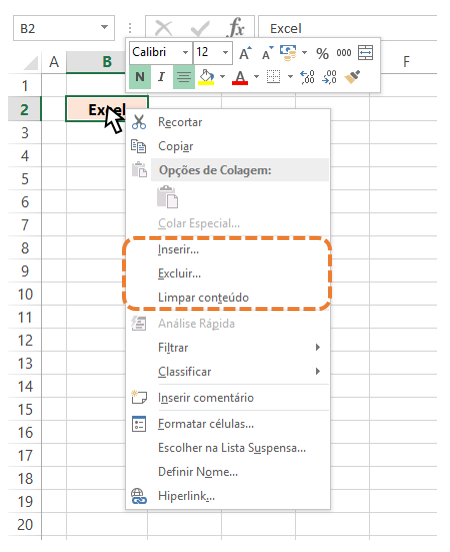 B2 fx Excel
Calibri 12 A A % 000
N I A ,00 ,0
A B F
1
2 Excel
3
4
5
6
7
8
9
10
11
12
13
14
15
16
17
18
19
20
Recortar
Copiar
Opções de Colagem:
Colar Especial...
Inserir...
Excluir...
Limpar conteúdo
Análise Rápida
Filtrar
Classificar
Inserir comentário
Formatar células...
Escolher na Lista Suspensa...
Definir Nome...
Hiperlink...